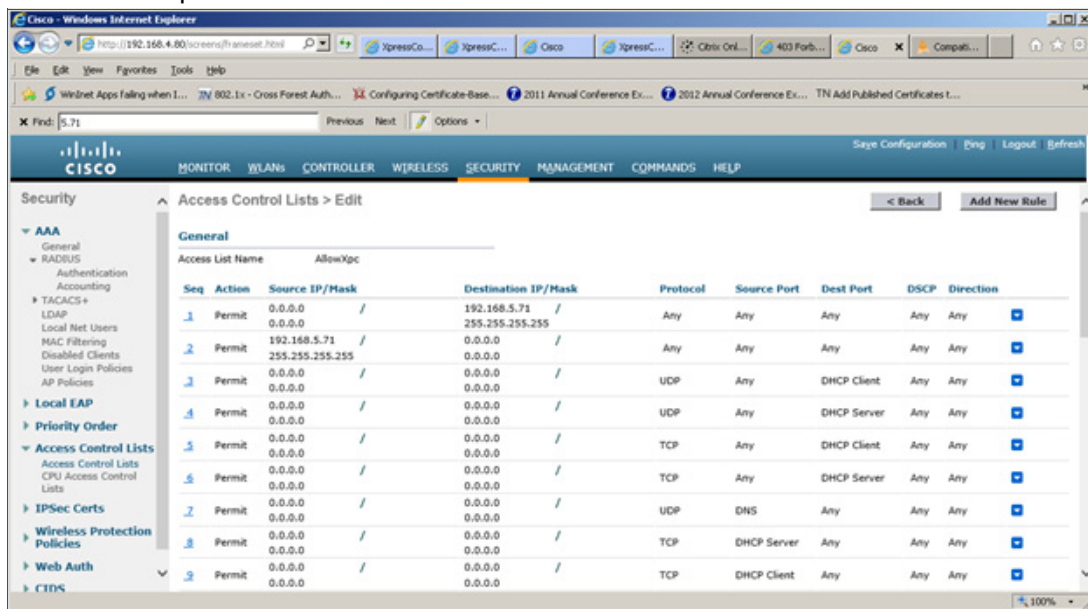 Cisco - Windows Internet Explorer
http://192.168.4.80/screens/frameset.html
XpressCo... XpressC... Cisco XpressC... Citrix Onl... 403 Forb... Cisco Compati...
File Edit View Favorites Tools Help
WinInet Apps failing when I... 802.1x - Cross Forest Auth... Configuring Certificate-Base... 2011 Annual Conference Ex... 2012 Annual Conference Ex... TN Add Published Certificates t...
Find: 5.71 Previous Next Options
Save Configuration Ping Logout Refresh
CISCO MONITOR WLANs CONTROLLER WIRELESS SECURITY MANAGEMENT COMMANDS HELP
Security
AAA
General
RADIUS
Authentication
Accounting
TACACS+
LDAP
Local Net Users
MAC Filtering
Disabled Clients
User Login Policies
AP Policies
Local EAP
Priority Order
Access Control Lists
Access Control Lists
CPU Access Control
Lists
IPSec Certs
Wireless Protection
Policies
Web Auth
CIDS
Access Control Lists > Edit
< Back Add New Rule
General
Access List Name AllowXpc
Seq Action Source IP/Mask Destination IP/Mask Protocol Source Port Dest Port DSCP Direction
1 Permit 0.0.0.0 / 0.0.0.0 192.168.5.71 / 255.255.255.255 Any Any Any Any Any
2 Permit 192.168.5.71 / 255.255.255.255 0.0.0.0 / 0.0.0.0 Any Any Any Any Any
3 Permit 0.0.0.0 / 0.0.0.0 0.0.0.0 / 0.0.0.0 UDP Any DHCP Client Any Any
4 Permit 0.0.0.0 / 0.0.0.0 0.0.0.0 / 0.0.0.0 UDP Any DHCP Server Any Any
5 Permit 0.0.0.0 / 0.0.0.0 0.0.0.0 / 0.0.0.0 TCP Any DHCP Client Any Any
6 Permit 0.0.0.0 / 0.0.0.0 0.0.0.0 / 0.0.0.0 TCP Any DHCP Server Any Any
7 Permit 0.0.0.0 / 0.0.0.0 0.0.0.0 / 0.0.0.0 UDP DNS Any Any Any
8 Permit 0.0.0.0 / 0.0.0.0 0.0.0.0 / 0.0.0.0 TCP DHCP Server Any Any Any
9 Permit 0.0.0.0 / 0.0.0.0 0.0.0.0 / 0.0.0.0 TCP DHCP Client Any Any Any
100%